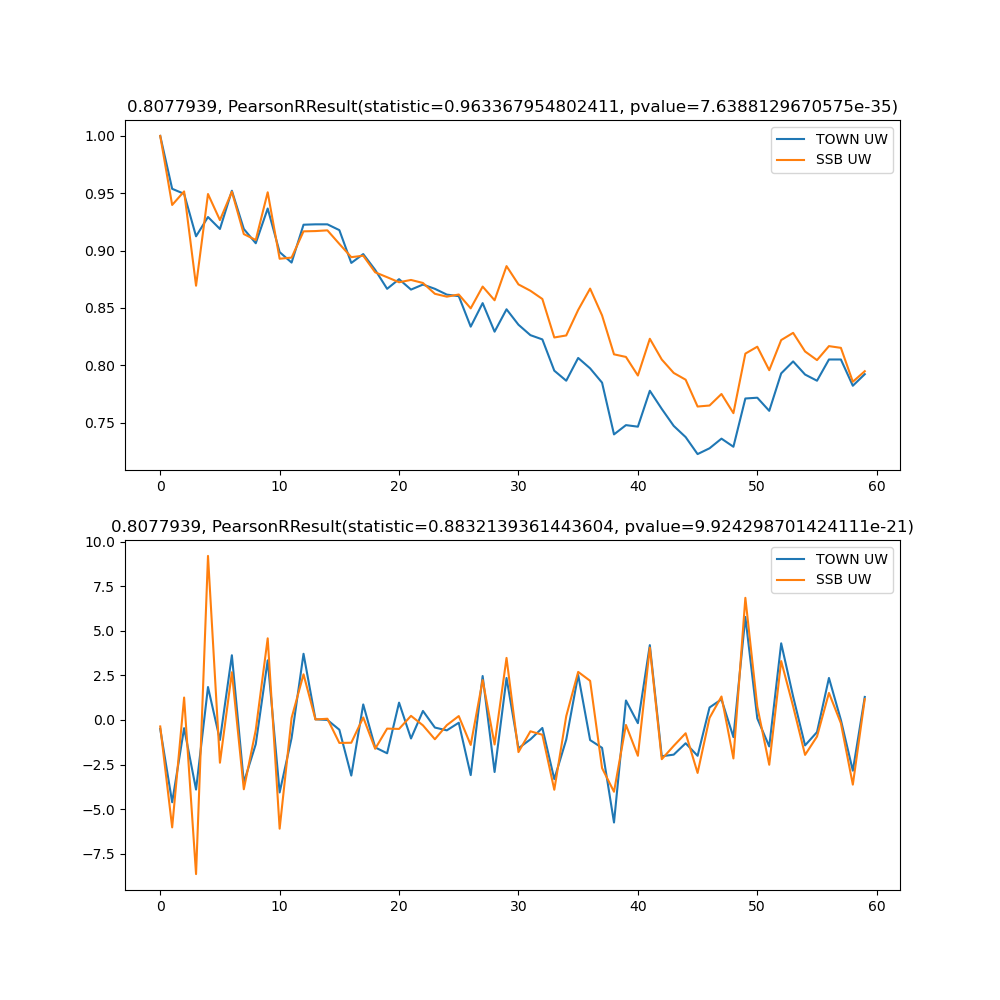 0.8077939, PearsonRResult(statistic=0.963367954802411, pvalue=7.6388129670575e-35)
TOWN UW
SSB UW
1.00
0.95
0.90
0.85
0.80
0.75
0 10 20 30 40 50 60
0.8077939, PearsonRResult(statistic=0.8832139361443604, pvalue=9.924298701424111e-21)
TOWN UW
SSB UW
10.0
7.5
5.0
2.5
0.0
−2.5
−5.0
−7.5
0 10 20 30 40 50 60